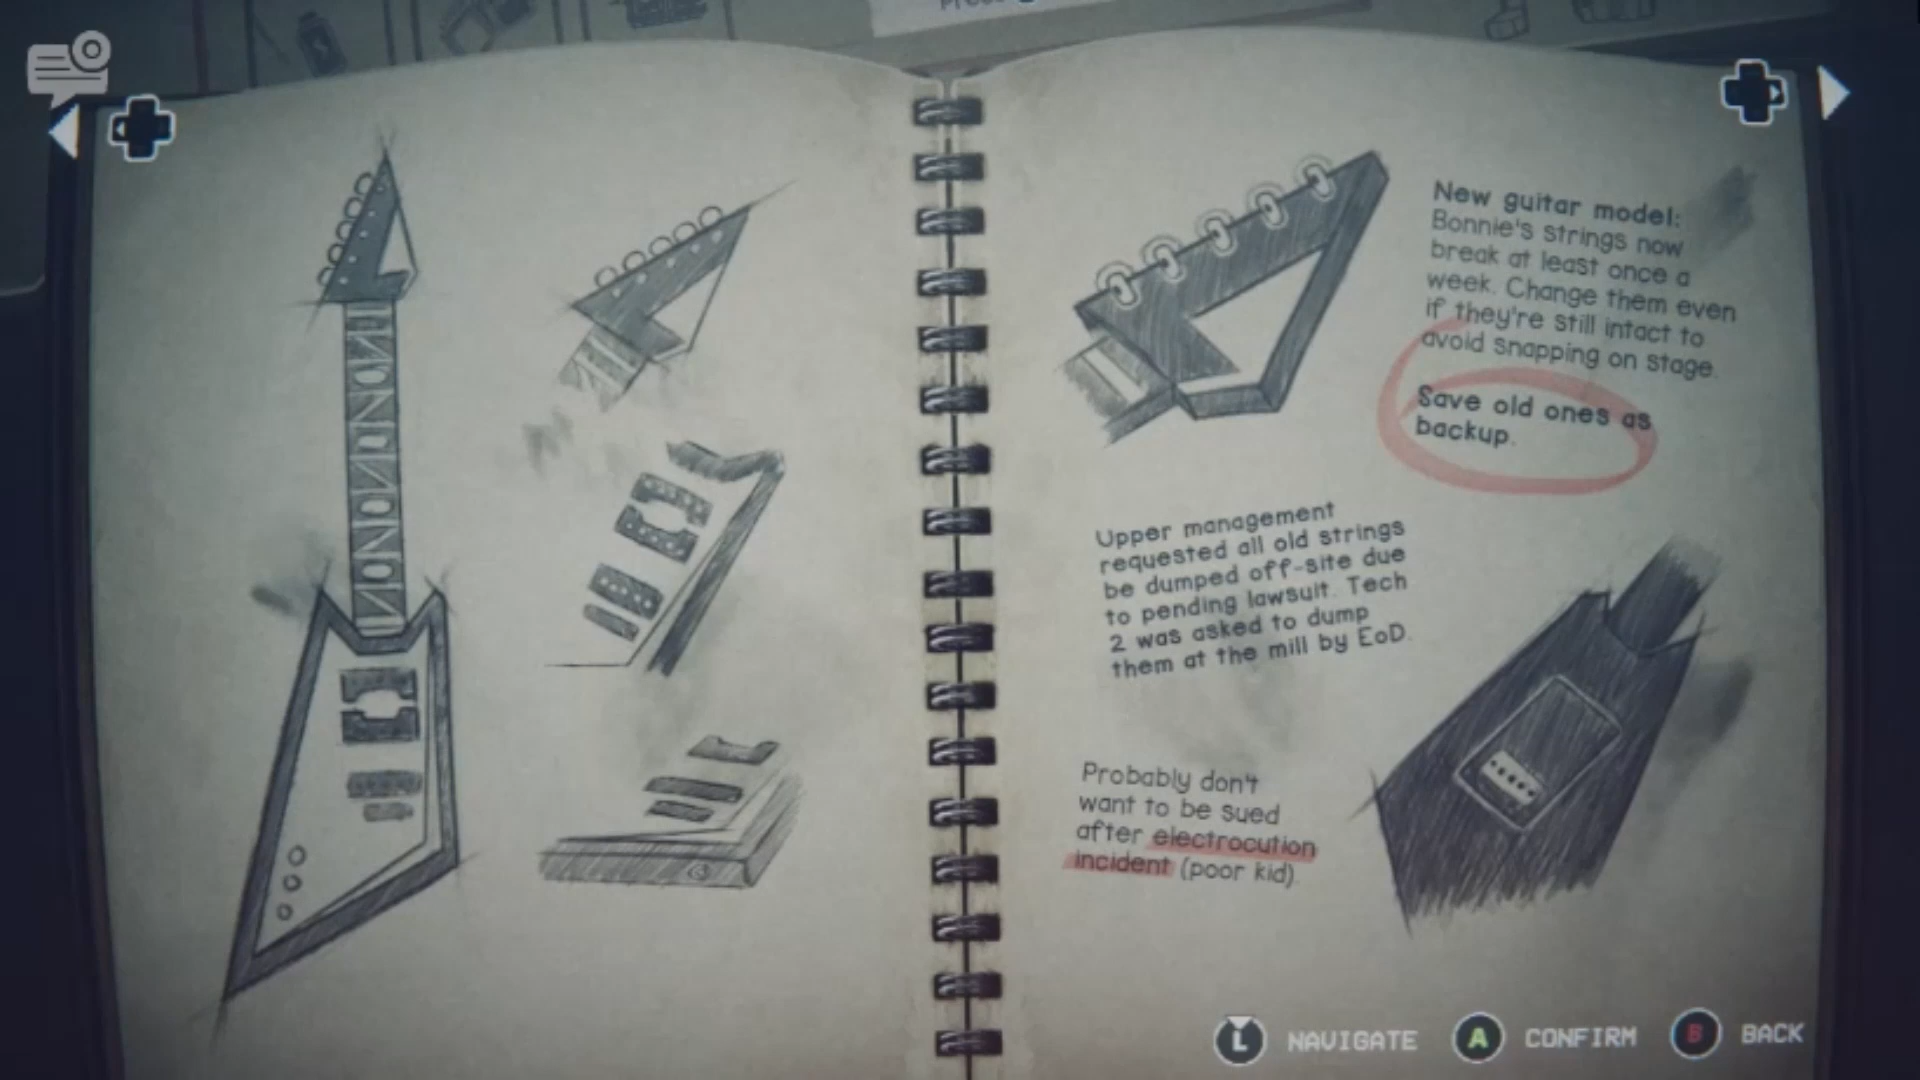 New guitar model:
Bonnie's strings now
break at least once a
week. Change them even
if they're still intact to
avoid snapping on stage.
Save old ones as
backup.
Upper management
requested all old strings
be dumped off-site due
to pending lawsuit. Tech
2 was asked to dump
them at the mill by EoD.
Probably don't
want to be sued
after electrocution
incident (poor kid).
L NAVIGATE A CONFIRM B BACK